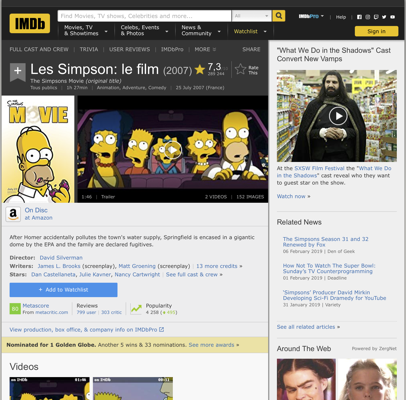 IMDb
Find Movies, TV shows, Celebrities and more...
All
IMDbPro
Help
Movies, TV & Showtimes
Celebs, Events & Photos
News & Community
Watchlist
Sign in
FULL CAST AND CREW | TRIVIA | USER REVIEWS | IMDbPro | MORE
SHARE
Les Simpson: le film (2007)
7,3
Rate This
The Simpsons Movie (original title)
Tous publics | 1h 27min | Animation, Adventure, Comedy | 25 July 2007 (France)
The Simpsons
MOVIE
1:46 | Trailer
2 VIDEOS | 152 IMAGES
On Disc
at Amazon
After Homer accidentally pollutes the town's water supply, Springfield is encased in a gigantic
dome by the EPA and the family are declared fugitives.
Director: David Silverman
Writers: James L. Brooks (screenplay), Matt Groening (screenplay) | 13 more credits »
Stars: Dan Castellaneta, Julie Kavner, Nancy Cartwright | See full cast & crew »
+ Add to Watchlist
Metascore
From metacritic.com
Reviews
799 user | 303 critic
Popularity
4 258
View production, box office, & company info on IMDbPro
Nominated for 1 Golden Globe. Another 5 wins & 33 nominations. See more awards »
Videos
"What We Do in the Shadows" Cast
Convert New Vamps
At the SXSW Film Festival the "What We
Do in the Shadows" cast reveal who they
want to guest star on the show.
Watch now »
Related News
The Simpsons Season 31 and 32
Renewed by Fox
06 February 2019 | Den of Geek
How Not To Watch The Super Bowl:
Sunday's TV Counterprogramming
01 February 2019 | Deadline
'Simpsons' Producer David Mirkin
Developing Sci-Fi Dramedy for YouTube
31 January 2019 | Variety
See all related articles »
Around The Web
Powered by ZergNet